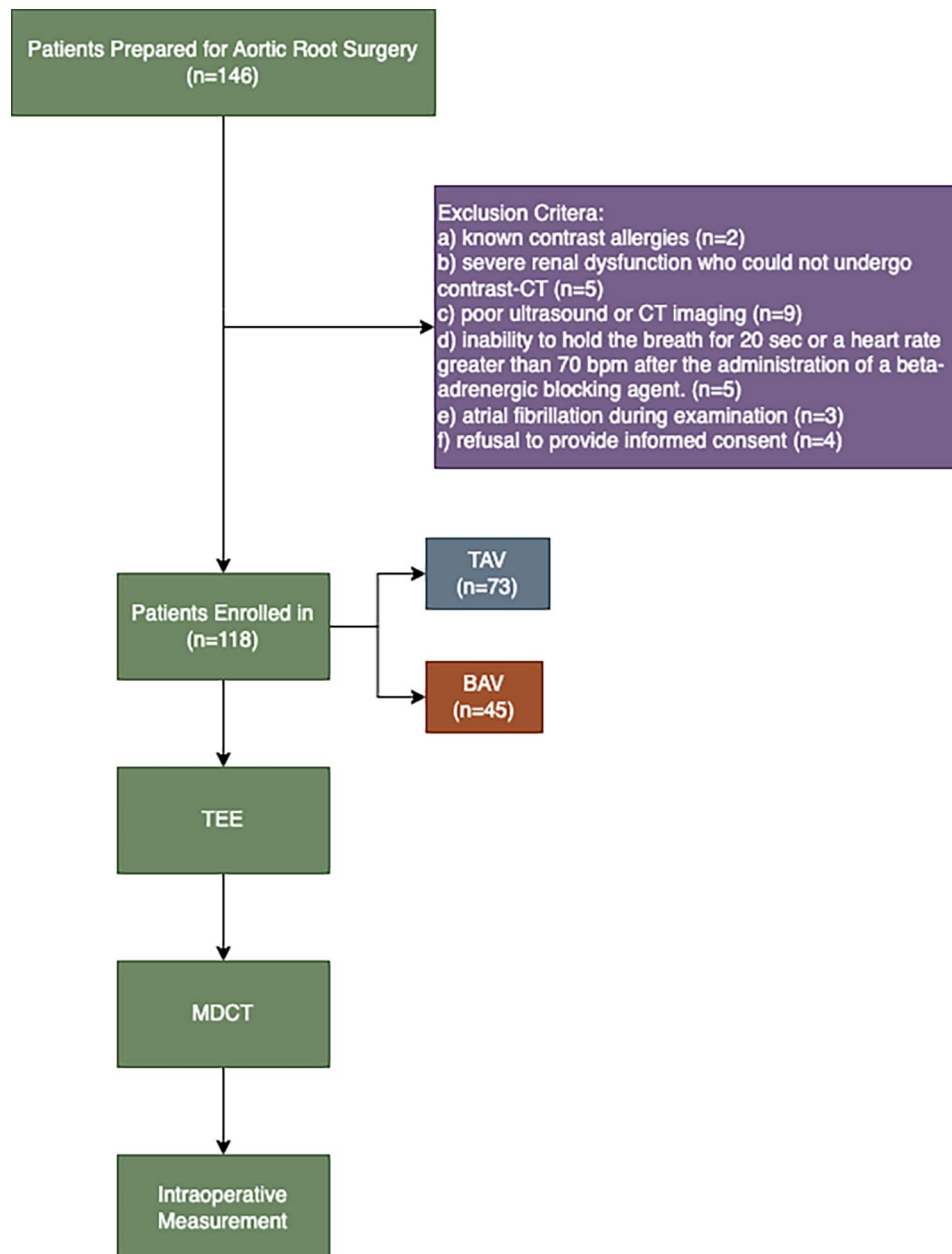 Patients Prepared for Aortic Root Surgery
(n=146)
Exclusion Critera:
a) known contrast allergies (n=2)
b) severe renal dysfunction who could not undergo
contrast-CT (n=5)
c) poor ultrasound or CT imaging (n=9)
d) inability to hold the breath for 20 sec or a heart rate
greater than 70 bpm after the administration of a beta-
adrenergic blocking agent. (n=5)
e) atrial fibrillation during examination (n=3)
f) refusal to provide informed consent (n=4)
TAV
(n=73)
Patients Enrolled in
(n=118)
BAV
(n=45)
TEE
MDCT
Intraoperative
Measurement